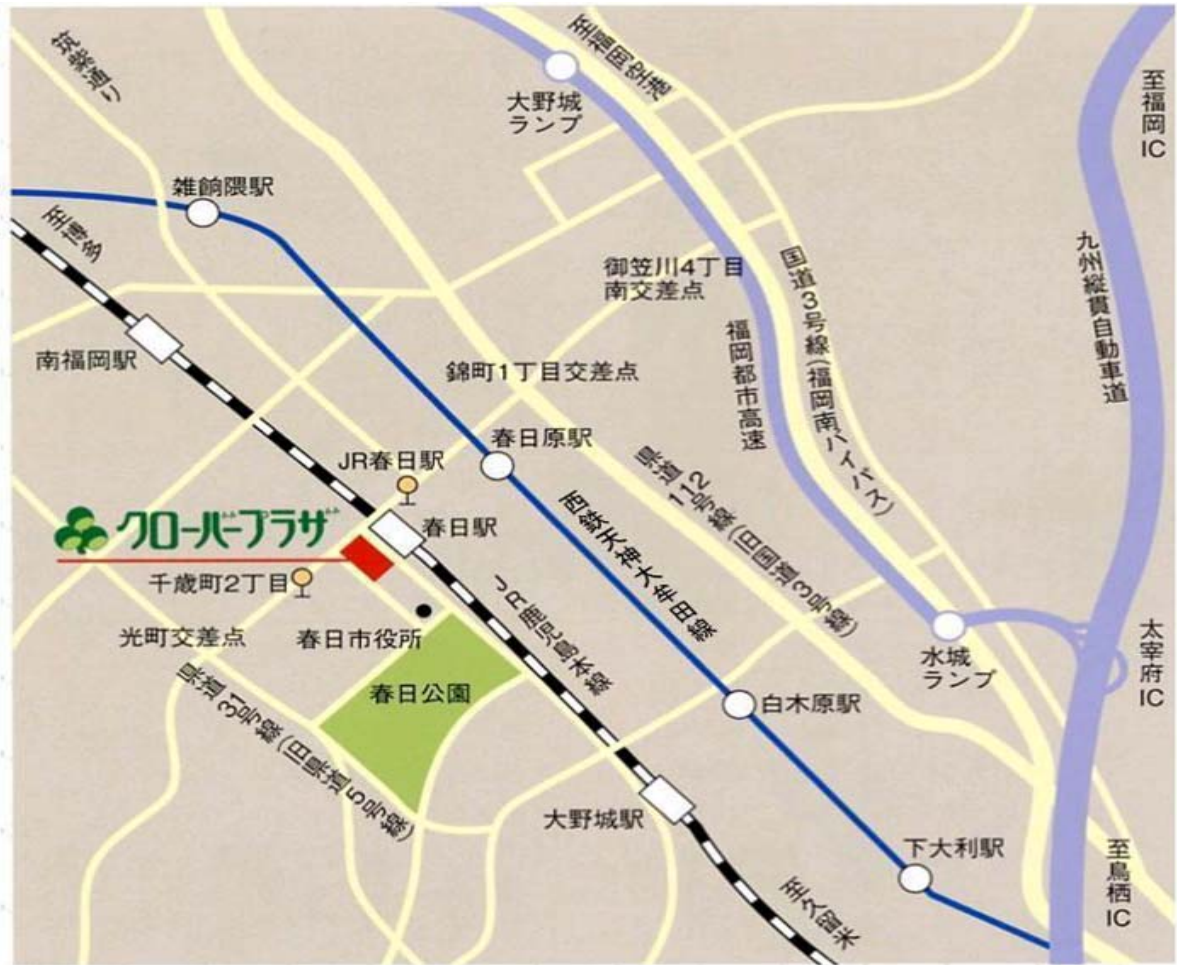 筑紫通り
至福岡空港
大野城
ランプ
至福岡
IC
雑餉隈駅
至博多
御笠川4丁目
南交差点
国道3号線(福岡南バイパス)
九州縦貫自動車道
福岡都市高速
南福岡駅
錦町1丁目交差点
春日原駅
JR春日駅
県道112号線(旧国道3号線)
西鉄天神大牟田線
クローバープラザ
春日駅
千歳町2丁目
JR鹿児島本線
光町交差点
春日市役所
水城
ランプ
太宰府
IC
春日公園
県道31号線(旧県道5号線)
白木原駅
大野城駅
下大利駅
至鳥栖
IC
至久留米